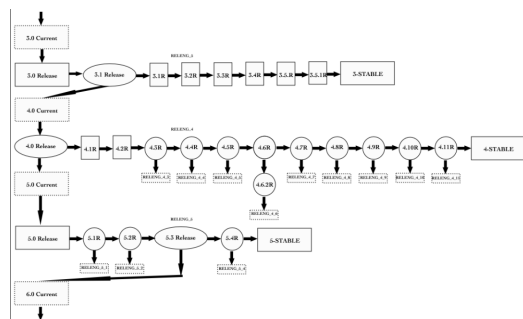 3.0 Current
RELENG_3
3.0 Release
3.1 Release
3.1R
3.2R
3.3R
3.4R
3.5.R
3.5.1R
3-STABLE
4.0 Current
RELENG_4
4.0 Release
4.1R
4.2R
4.3R
4.4R
4.5R
4.6R
4.7R
4.8R
4.9R
4.10R
4.11R
4-STABLE
RELENG_4_3
RELENG_4_4
RELENG_4_5
RELENG_4_7
RELENG_4_8
RELENG_4_9
RELENG_4_10
RELENG_4_11
5.0 Current
4.6.2R
RELENG_4_6
RELENG_5
5.0 Release
5.1R
5.2R
5.3 Release
5.4R
5-STABLE
RELENG_5_1
RELENG_5_2
RELENG_5_4
6.0 Current